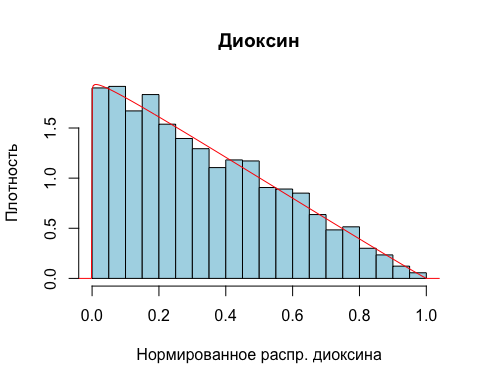 Диоксин
Плотность
0.0 0.5 1.0 1.5
0.0 0.2 0.4 0.6 0.8 1.0
Нормированное распр. диоксина